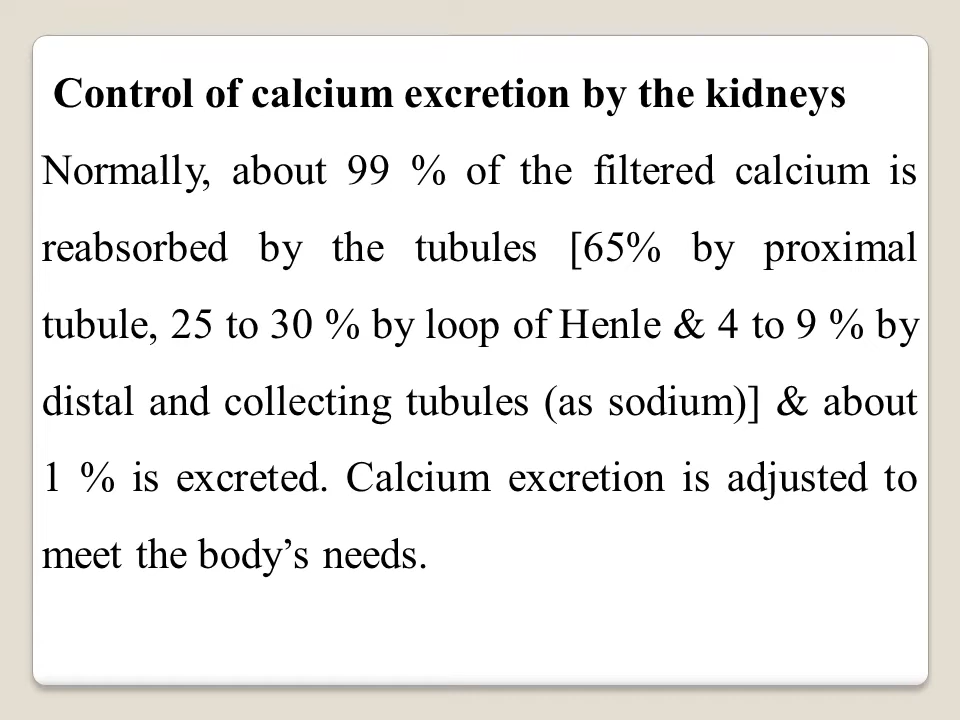 Control of calcium excretion by the kidneys
Normally, about 99 % of the filtered calcium is
reabsorbed by the tubules [65% by proximal
tubule, 25 to 30 % by loop of Henle & 4 to 9 % by
distal and collecting tubules (as sodium)] & about
1 % is excreted. Calcium excretion is adjusted to
meet the body’s needs.